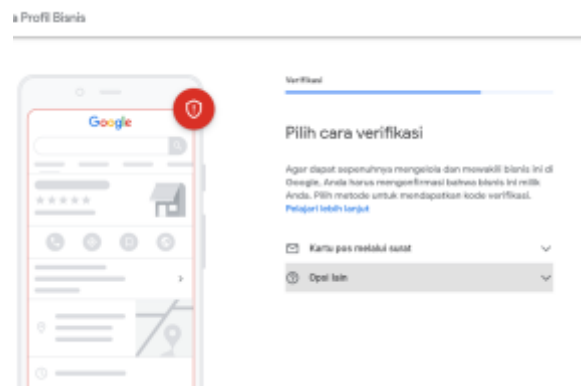 a Profil Bisnis
Google
Verifikasi
Pilih cara verifikasi
Agar dapat sepenuhnya mengelola dan mewakili bisnis ini di
Google, Anda harus mengonfirmasi bahwa bisnis ini milik
Anda. Pilih metode untuk mendapatkan kode verifikasi.
Pelajari lebih lanjut
Kartu pos melalui surat
Opsi lain